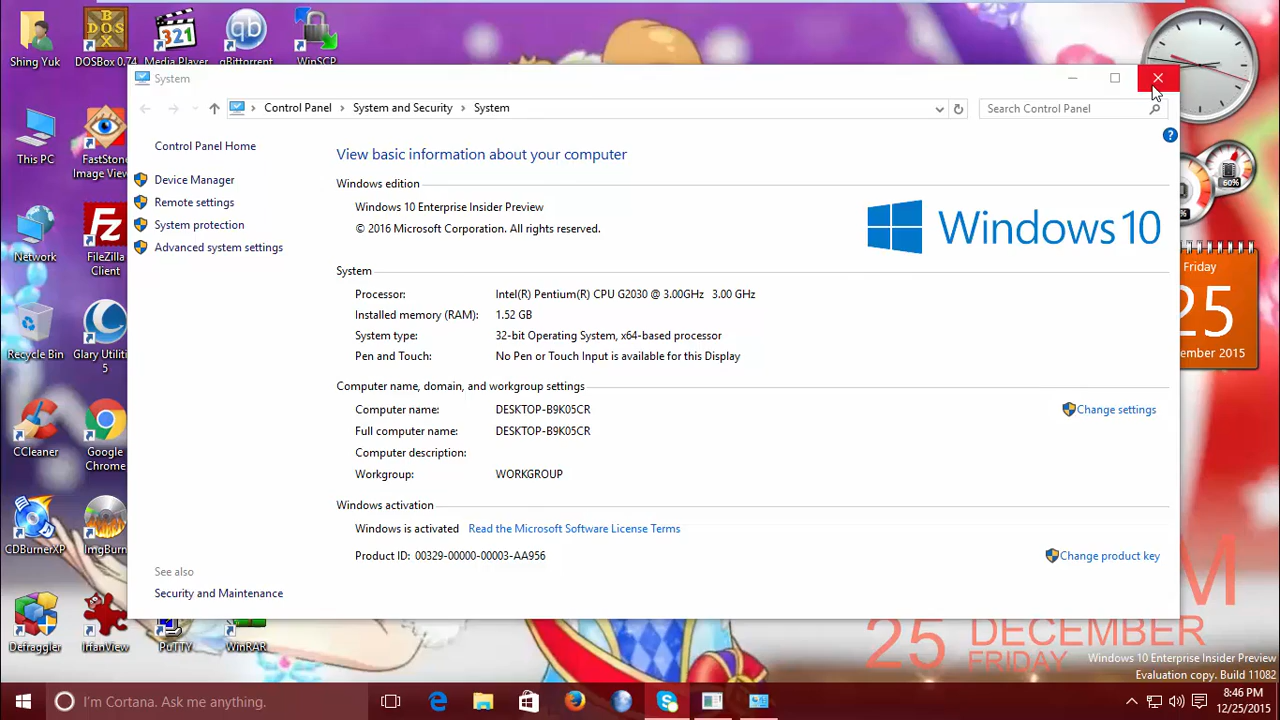 Shing Yuk
DOSBox 0.74
Media Player
qBittorrent
WinSCP
System
Control Panel
System and Security
System
Search Control Panel
This PC
FastStone
Image View...
Network
FileZilla
Client
Recycle Bin
Glary Utiliti...
5
CCleaner
Google
Chrome
CDBurnerXP
ImgBurn
Defraggler
IrfanView
PuTTY
WinRAR
Control Panel Home
Device Manager
Remote settings
System protection
Advanced system settings
See also
Security and Maintenance
View basic information about your computer
Windows edition
Windows 10 Enterprise Insider Preview
© 2016 Microsoft Corporation. All rights reserved.
Windows 10
System
Processor: Intel(R) Pentium(R) CPU G2030 @ 3.00GHz 3.00 GHz
Installed memory (RAM): 1.52 GB
System type: 32-bit Operating System, x64-based processor
Pen and Touch: No Pen or Touch Input is available for this Display
Computer name, domain, and workgroup settings
Computer name: DESKTOP-B9K05CR
Change settings
Full computer name: DESKTOP-B9K05CR
Computer description:
Workgroup: WORKGROUP
Windows activation
Windows is activated Read the Microsoft Software License Terms
Product ID: 00329-00000-00003-AA956
Change product key
60%
Friday
25
ember 2015
M
25 DECEMBER
FRIDAY
Windows 10 Enterprise Insider Preview
Evaluation copy. Build 11082
I'm Cortana. Ask me anything.
8:46 PM
12/25/2015